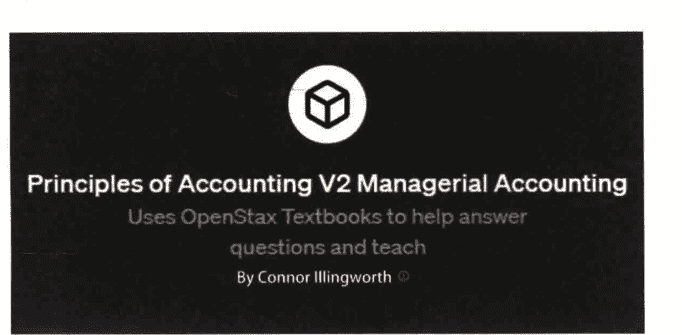 Principles of Accounting V2 Managerial Accounting
Uses OpenStax Textbooks to help answer
questions and teach
By Connor Illingworth